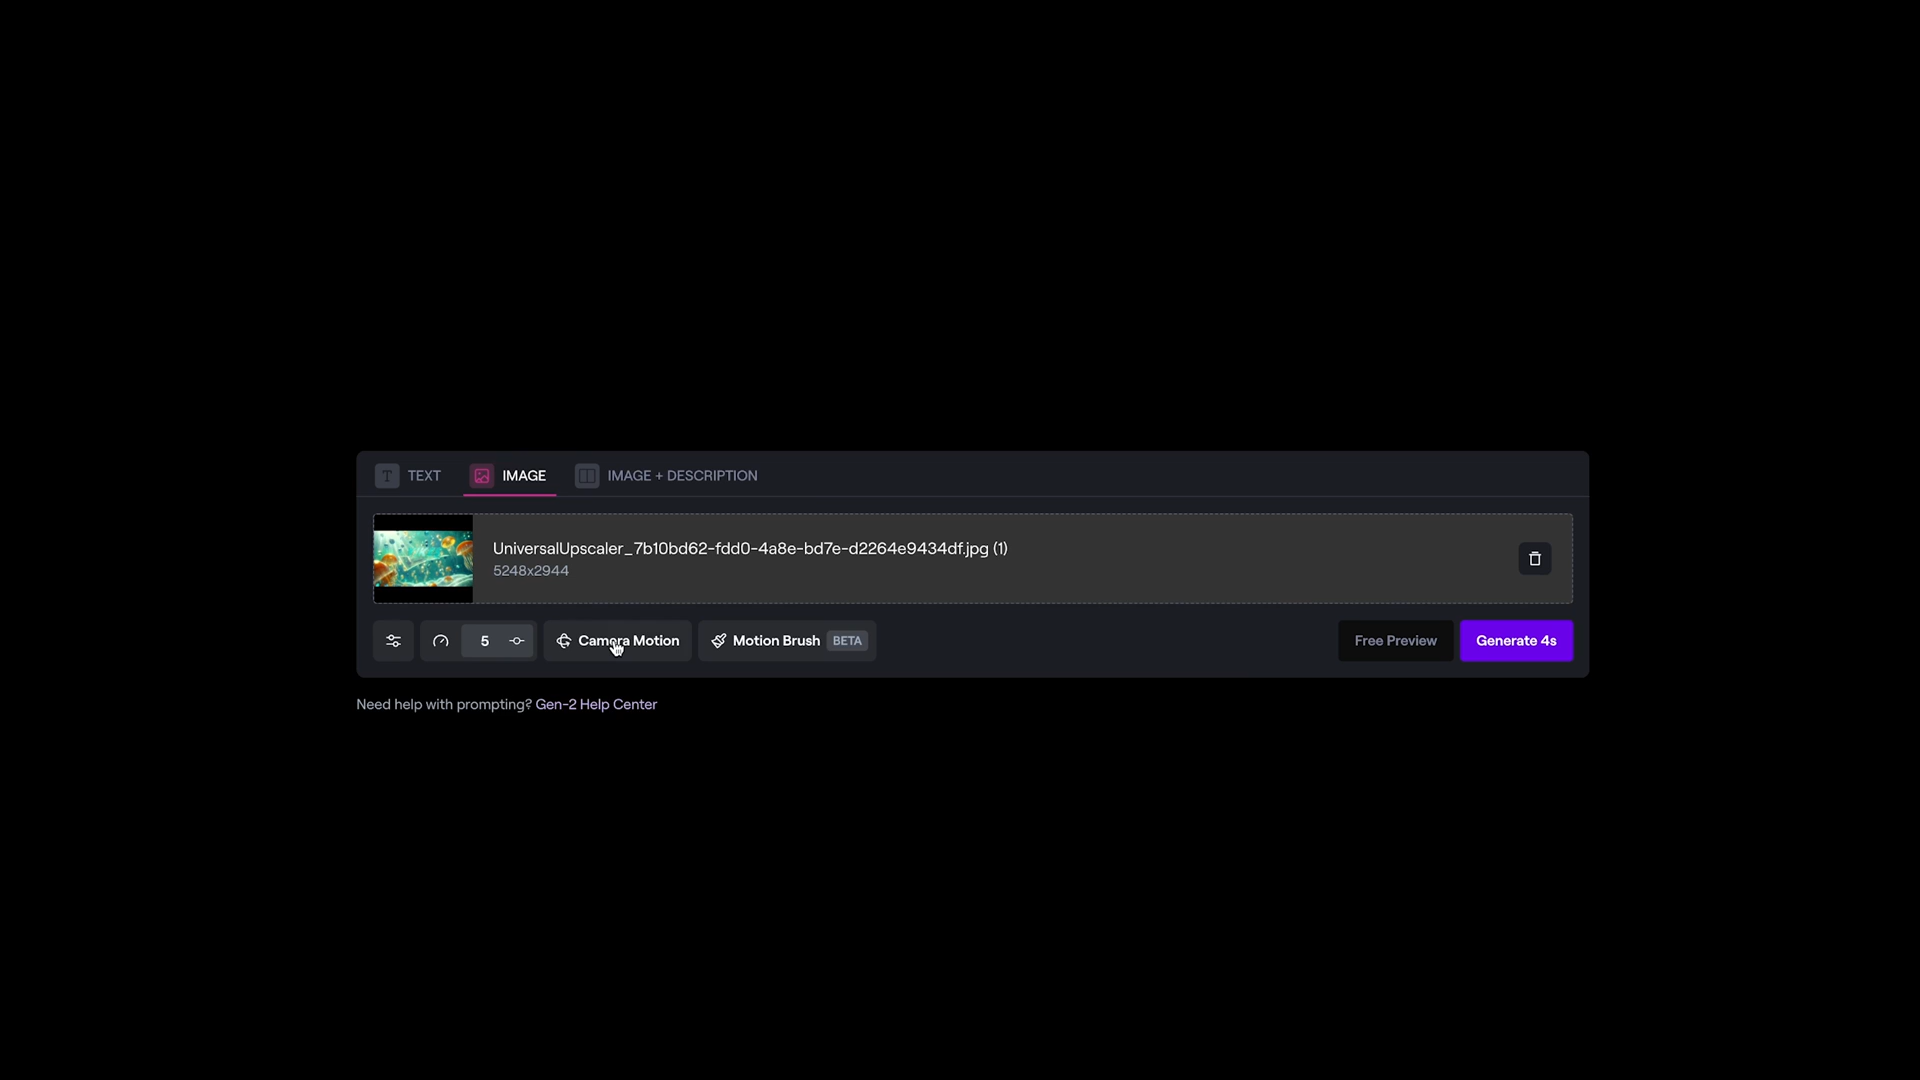 TEXT IMAGE IMAGE + DESCRIPTION
UniversalUpscaler_7b10bd62-fdd0-4a8e-bd7e-d2264e9434df.jpg (1)
5248x2944
5 Camera Motion Motion Brush BETA Free Preview Generate 4s
Need help with prompting? Gen-2 Help Center